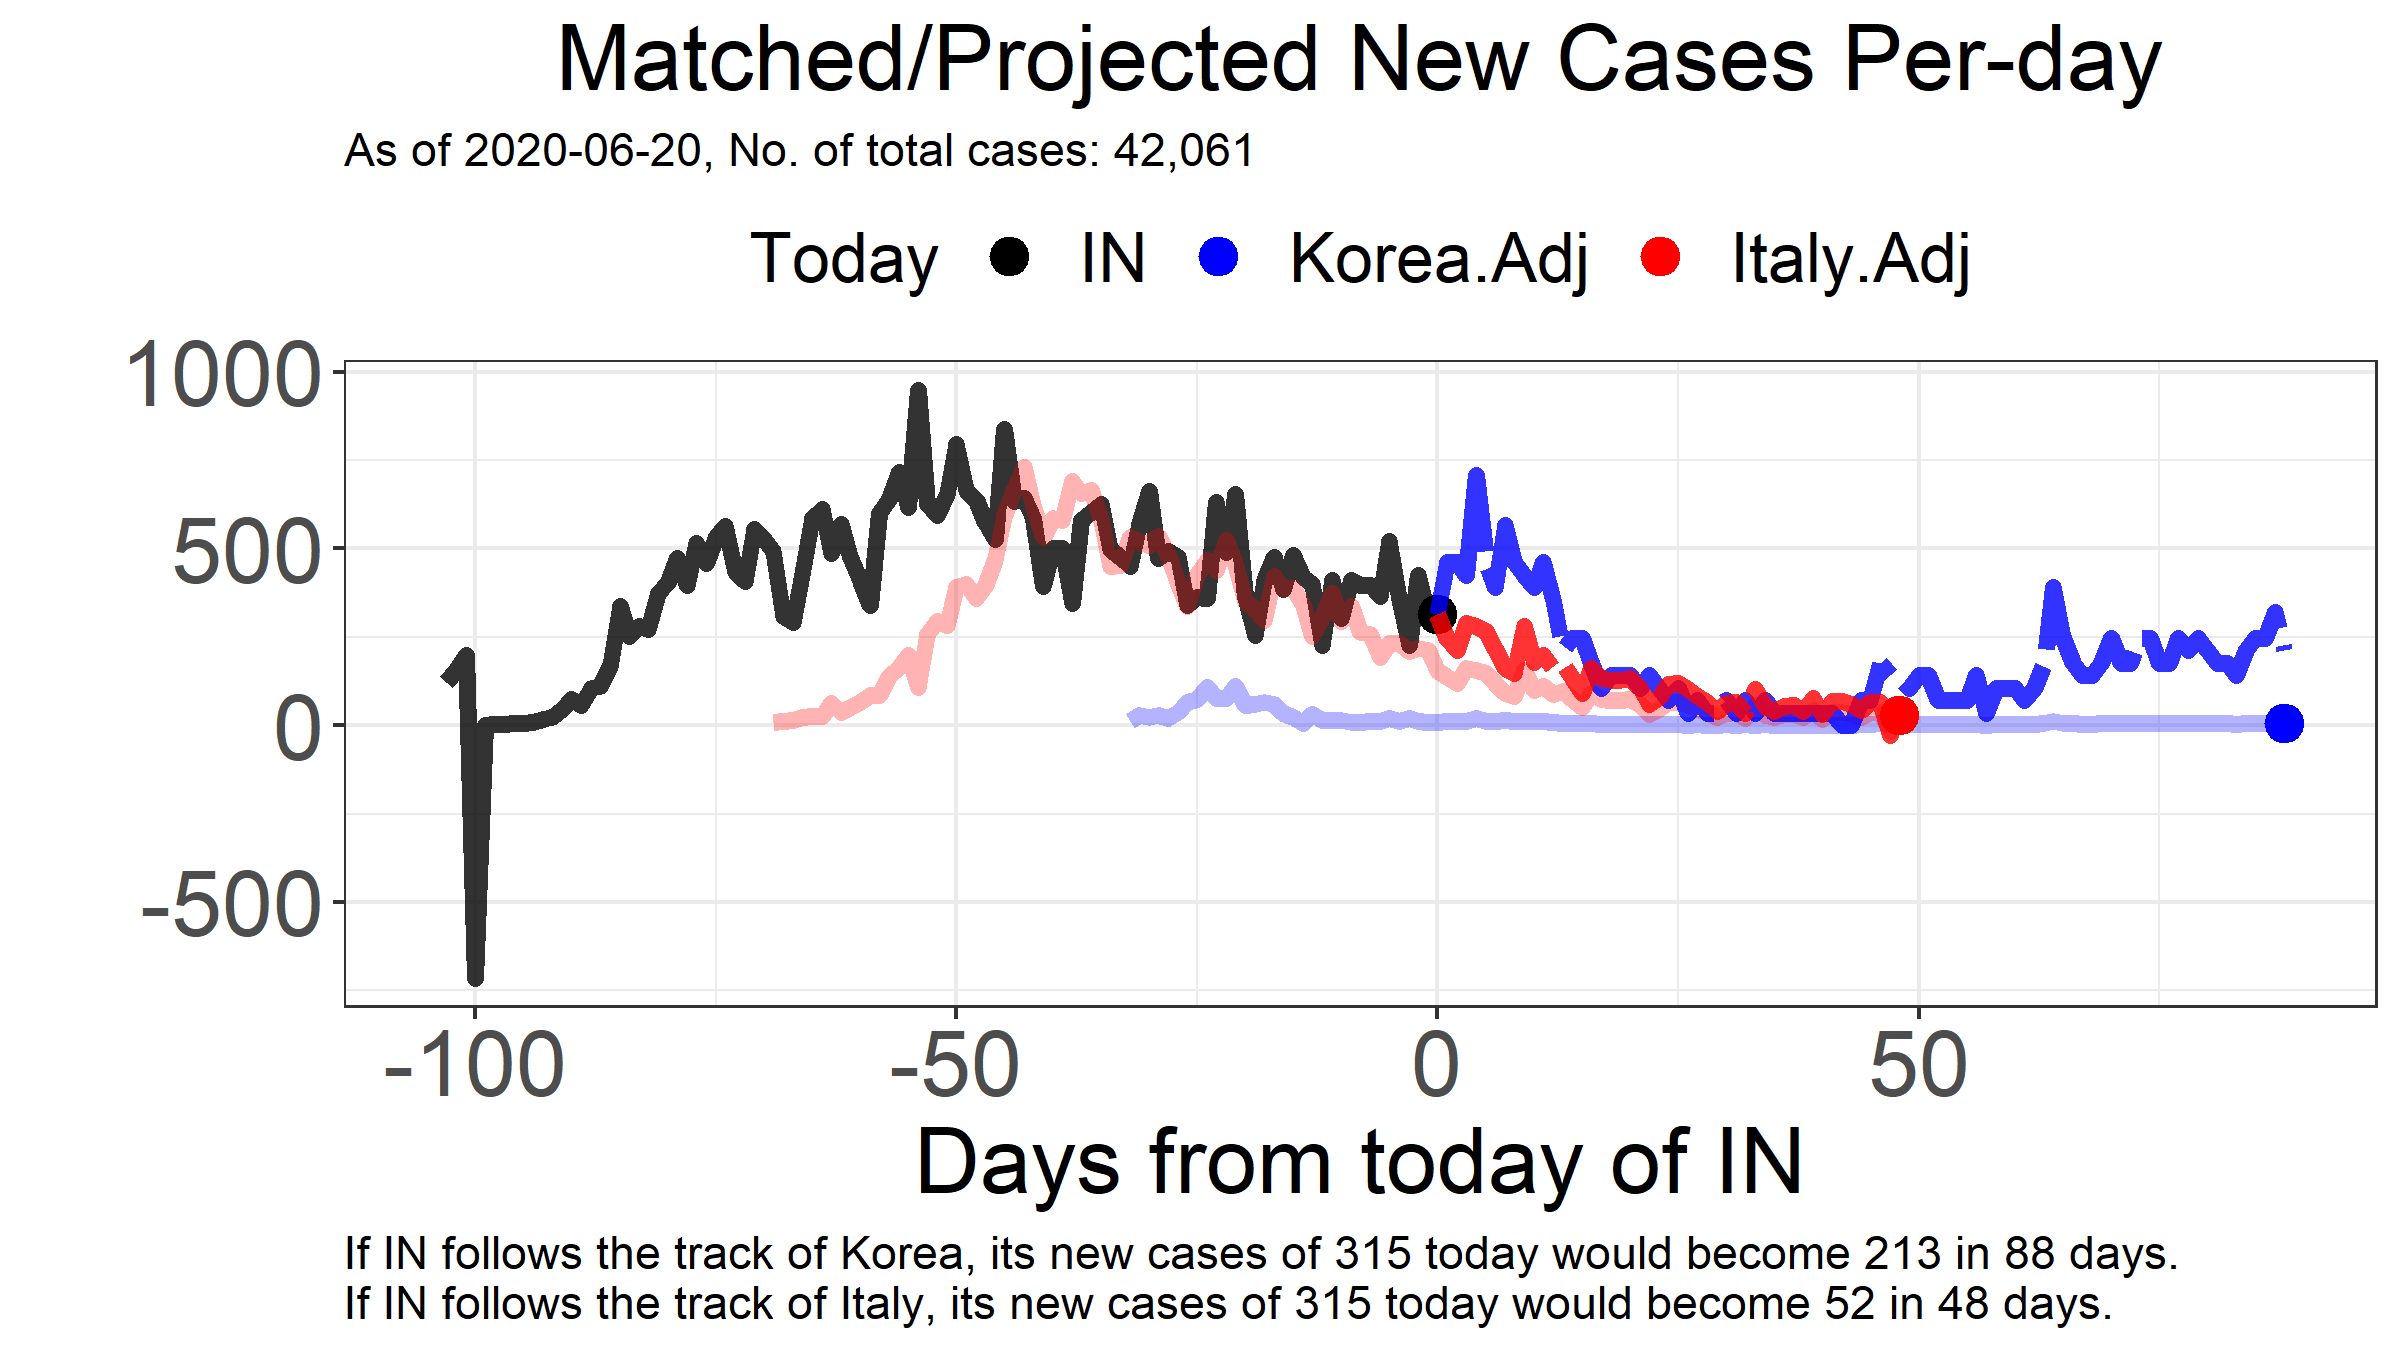 Matched/Projected New Cases Per-day
As of 2020-06-20, No. of total cases: 42,061
Today IN Korea.Adj Italy.Adj
1000
500
0
-500
-100 -50 0 50
Days from today of IN
If IN follows the track of Korea, its new cases of 315 today would become 213 in 88 days.
If IN follows the track of Italy, its new cases of 315 today would become 52 in 48 days.